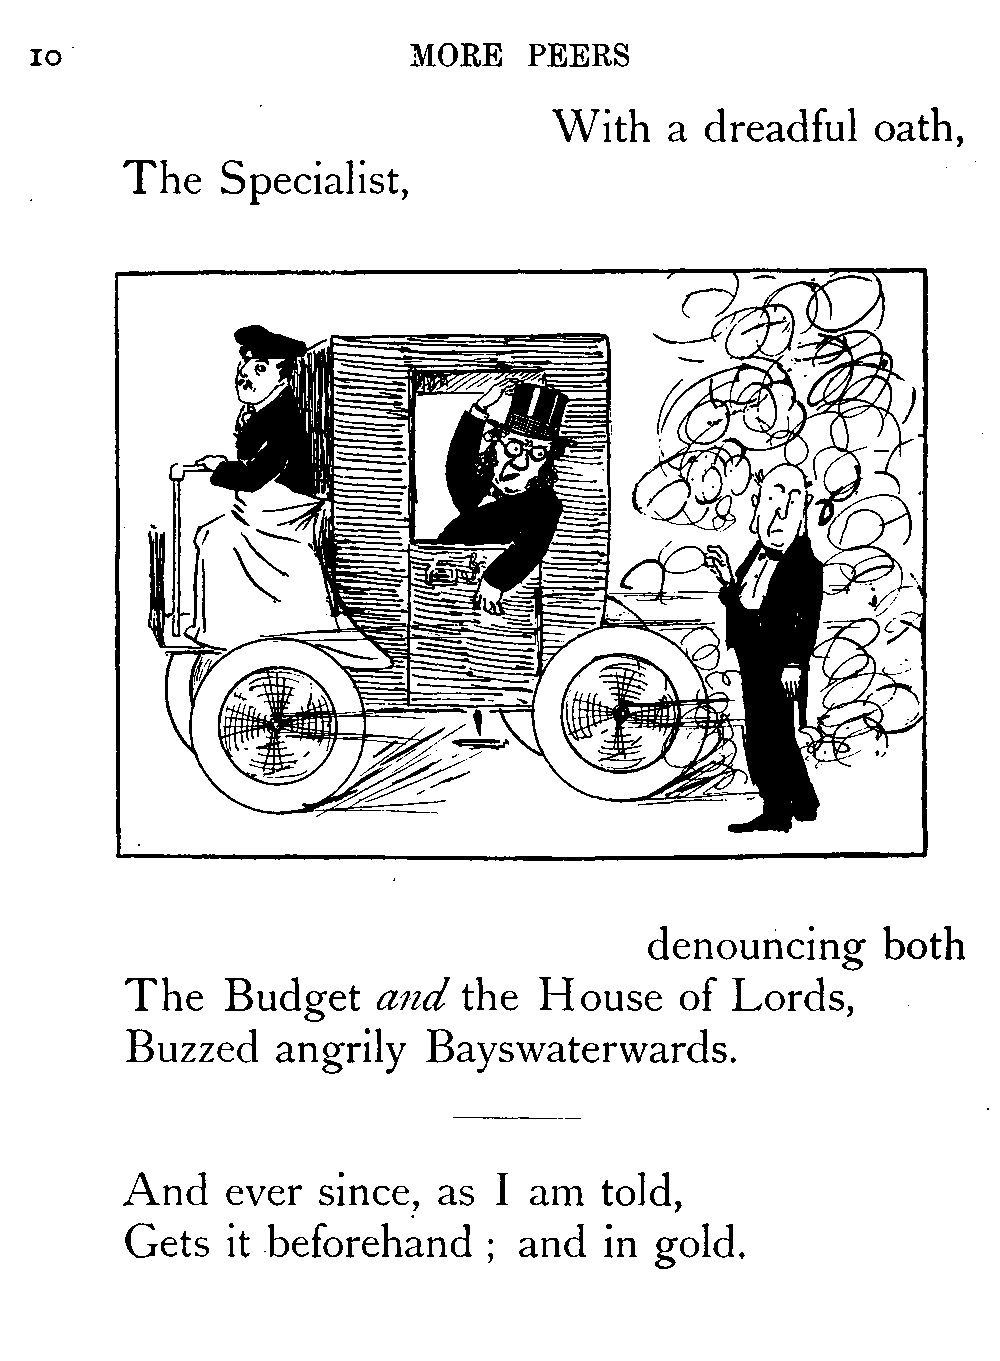 10 MORE PEERS
With a dreadful oath,
The Specialist,
denouncing both
The Budget and the House of Lords,
Buzzed angrily Bayswaterwards.
And ever since, as I am told,
Gets it beforehand ; and in gold.